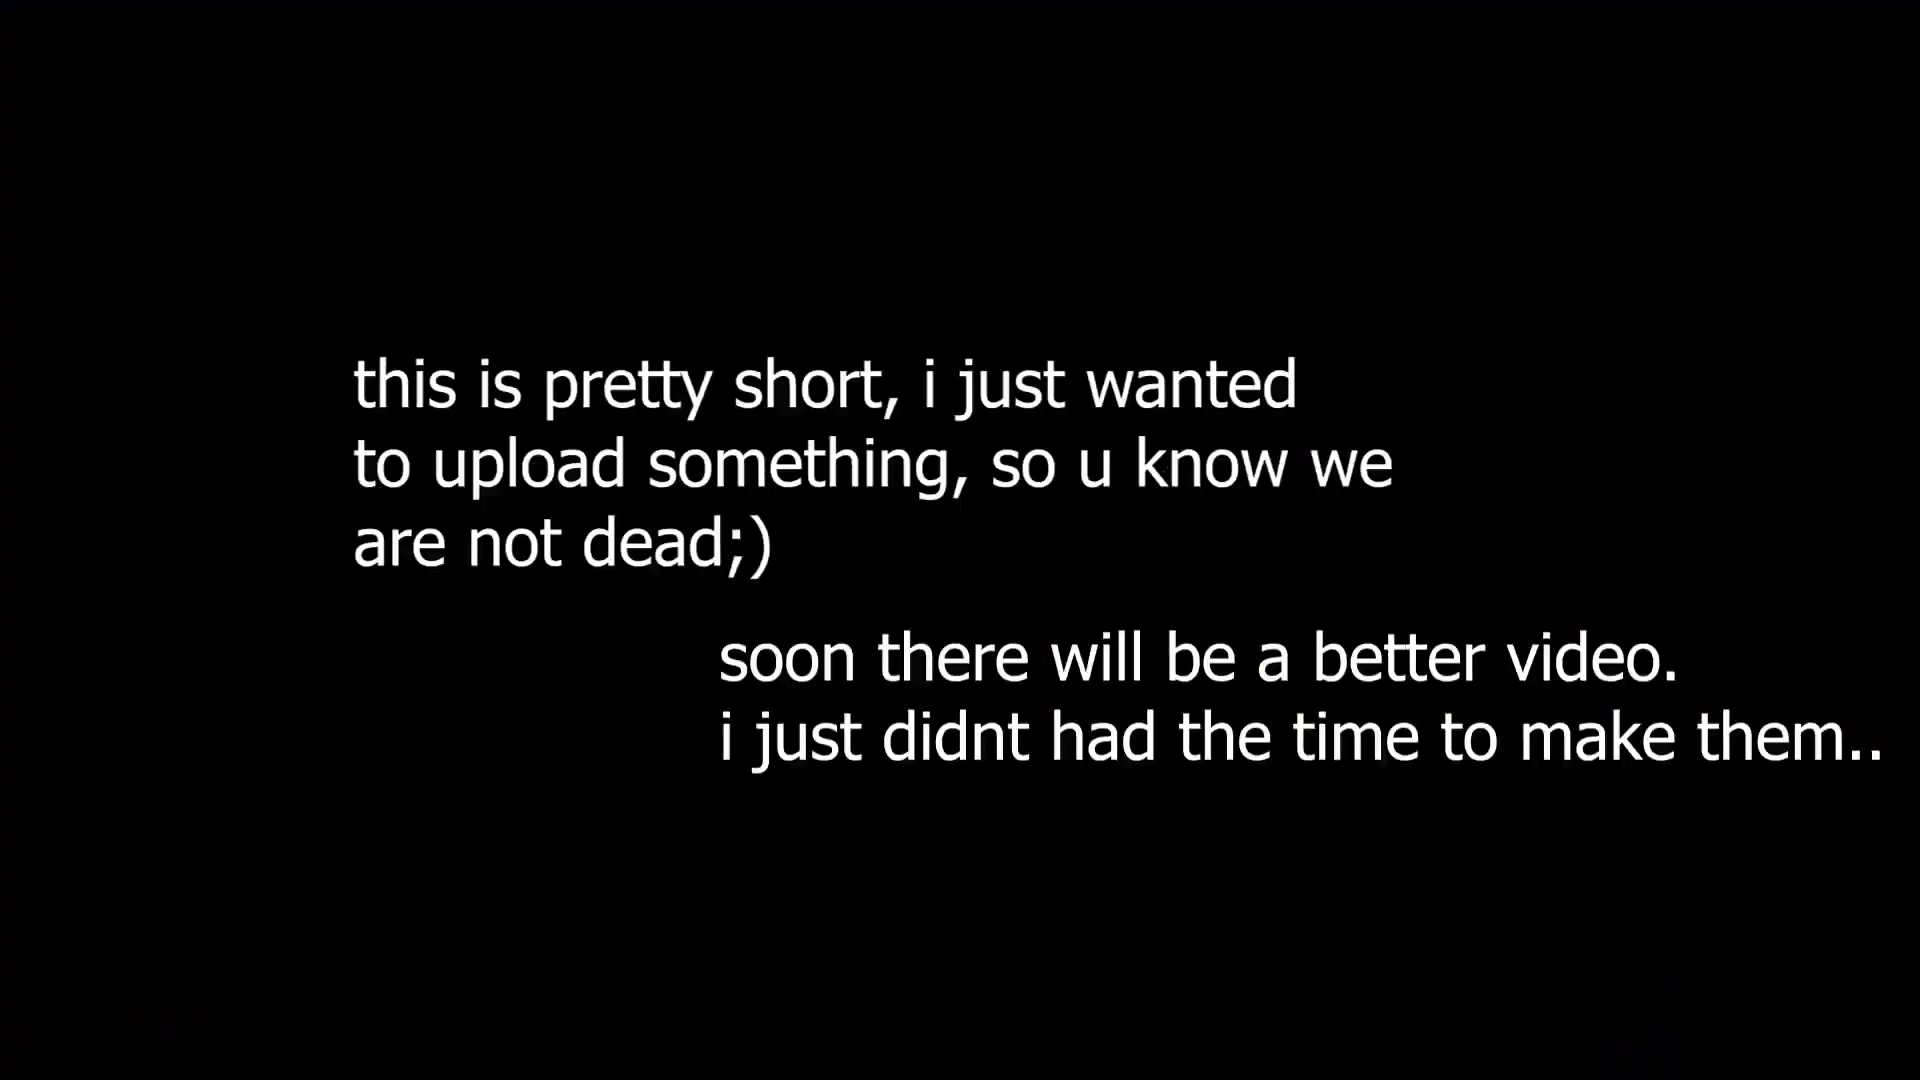 this is pretty short, i just wanted
to upload something, so u know we
are not dead;)
soon there will be a better video.
i just didnt had the time to make them..